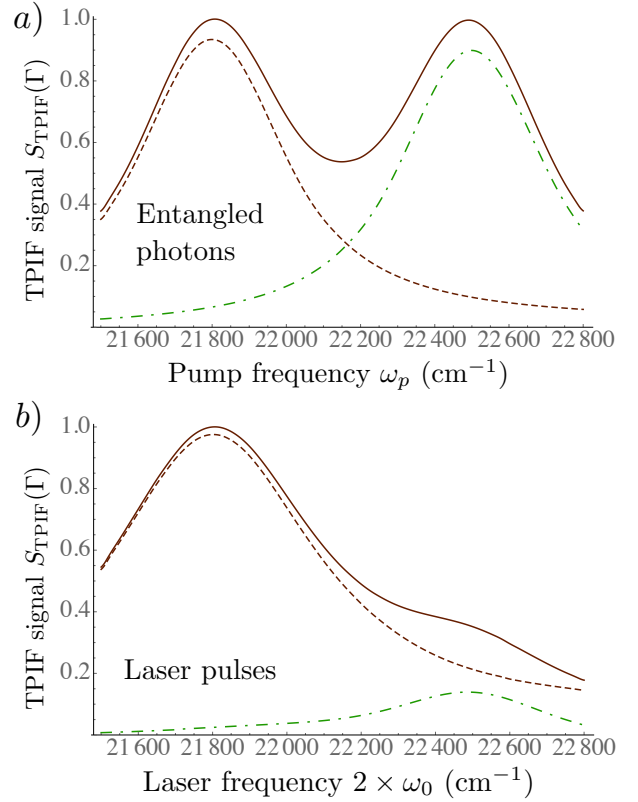 a)
TPIF signal S_TPIF(Γ)
1.0
0.8
0.6
0.4
0.2
Entangled
photons
21 600 21 800 22 000 22 200 22 400 22 600 22 800
Pump frequency ω_p (cm⁻¹)
b)
TPIF signal S_TPIF(Γ)
1.0
0.8
0.6
0.4
0.2
Laser pulses
21 600 21 800 22 000 22 200 22 400 22 600 22 800
Laser frequency 2 × ω_0 (cm⁻¹)